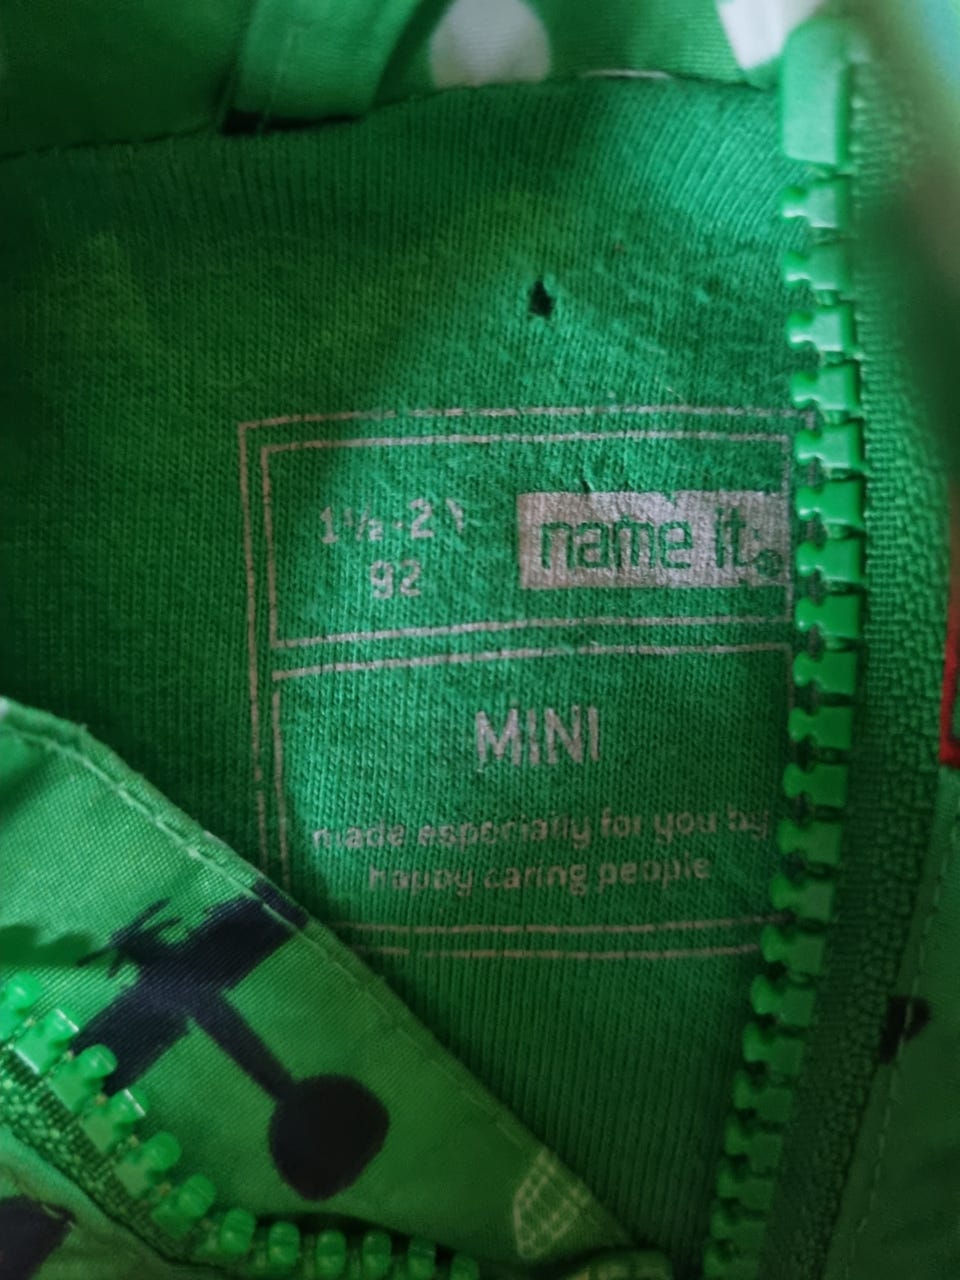 1½-2Y
92
name it.®
MINI
made especially for you by
happy caring people